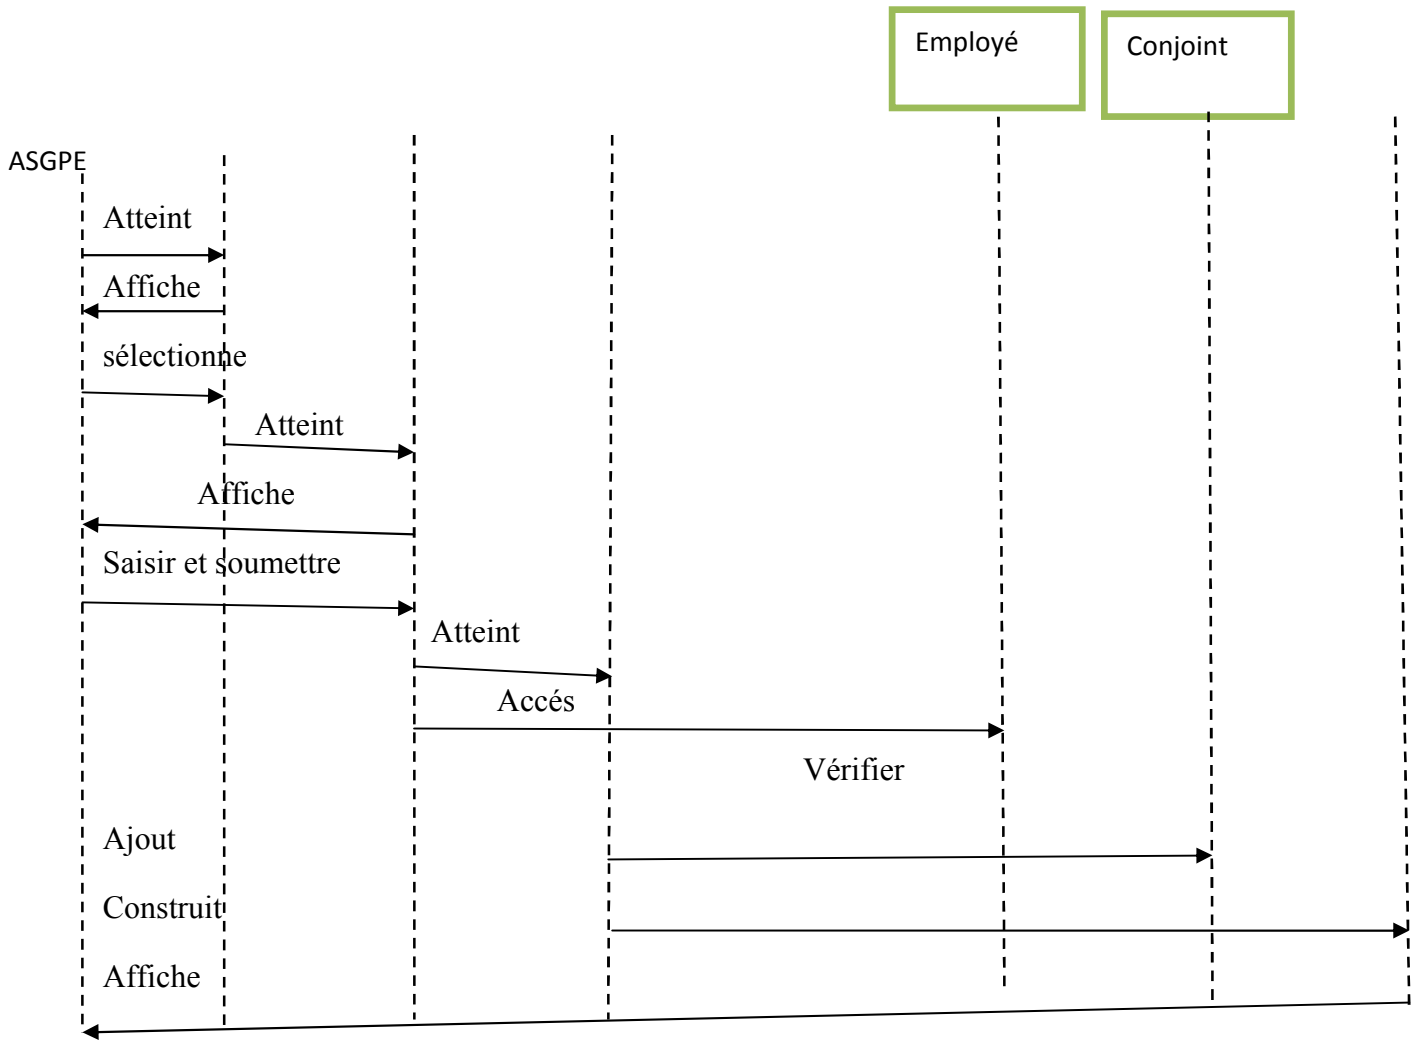 Employé
Conjoint
ASGPE
Atteint
Affiche
sélectionne
Atteint
Affiche
Saisir et soumettre
Atteint
Accés
Vérifier
Ajout
Construit
Affiche